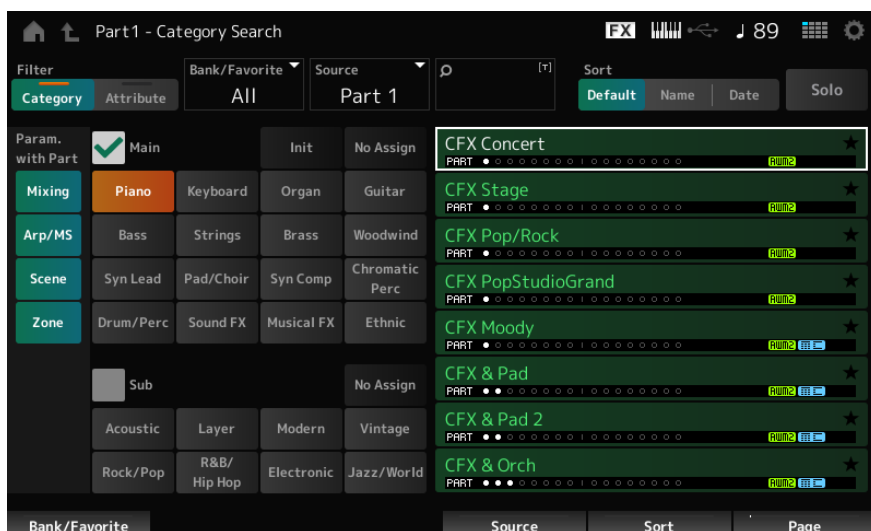 Part1 - Category Search
FX
♩ 89
Filter
Category
Attribute
Bank/Favorite
All
Source
Part 1
[T]
Sort
Default
Name
Date
Solo
Param.
with Part
Mixing
Arp/MS
Scene
Zone
Main
Init
No Assign
Piano
Keyboard
Organ
Guitar
Bass
Strings
Brass
Woodwind
Syn Lead
Pad/Choir
Syn Comp
Chromatic
Perc
Drum/Perc
Sound FX
Musical FX
Ethnic
Sub
No Assign
Acoustic
Layer
Modern
Vintage
Rock/Pop
R&B/
Hip Hop
Electronic
Jazz/World
CFX Concert
PART AWM2
CFX Stage
PART AWM2
CFX Pop/Rock
PART AWM2
CFX PopStudioGrand
PART AWM2
CFX Moody
PART AWM2
CFX & Pad
PART AWM2
CFX & Pad 2
PART AWM2
CFX & Orch
PART AWM2
Bank/Favorite
Source
Sort
Page